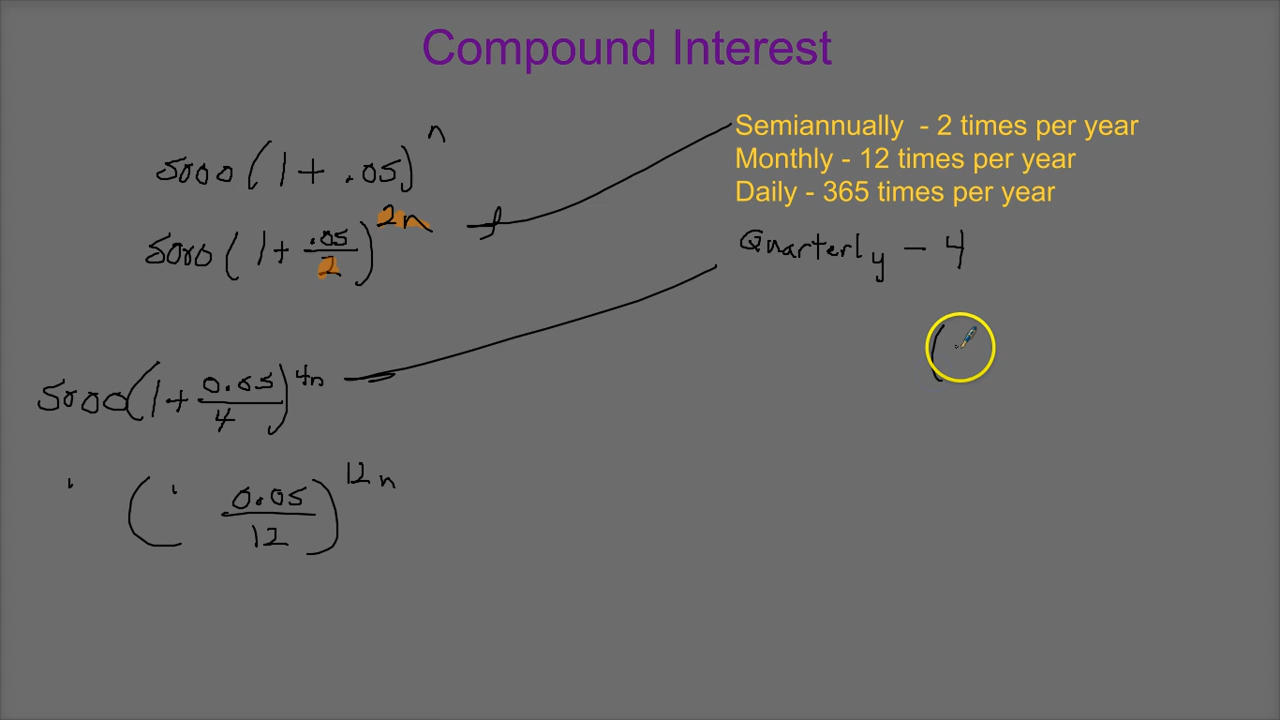 Compound Interest
5000(1 + .05)^n
5000(1 + .05/2)^2n
5000(1 + 0.05/4)^4n
( 0.05/12 )^12n
Semiannually - 2 times per year
Monthly - 12 times per year
Daily - 365 times per year
Quarterly - 4
(